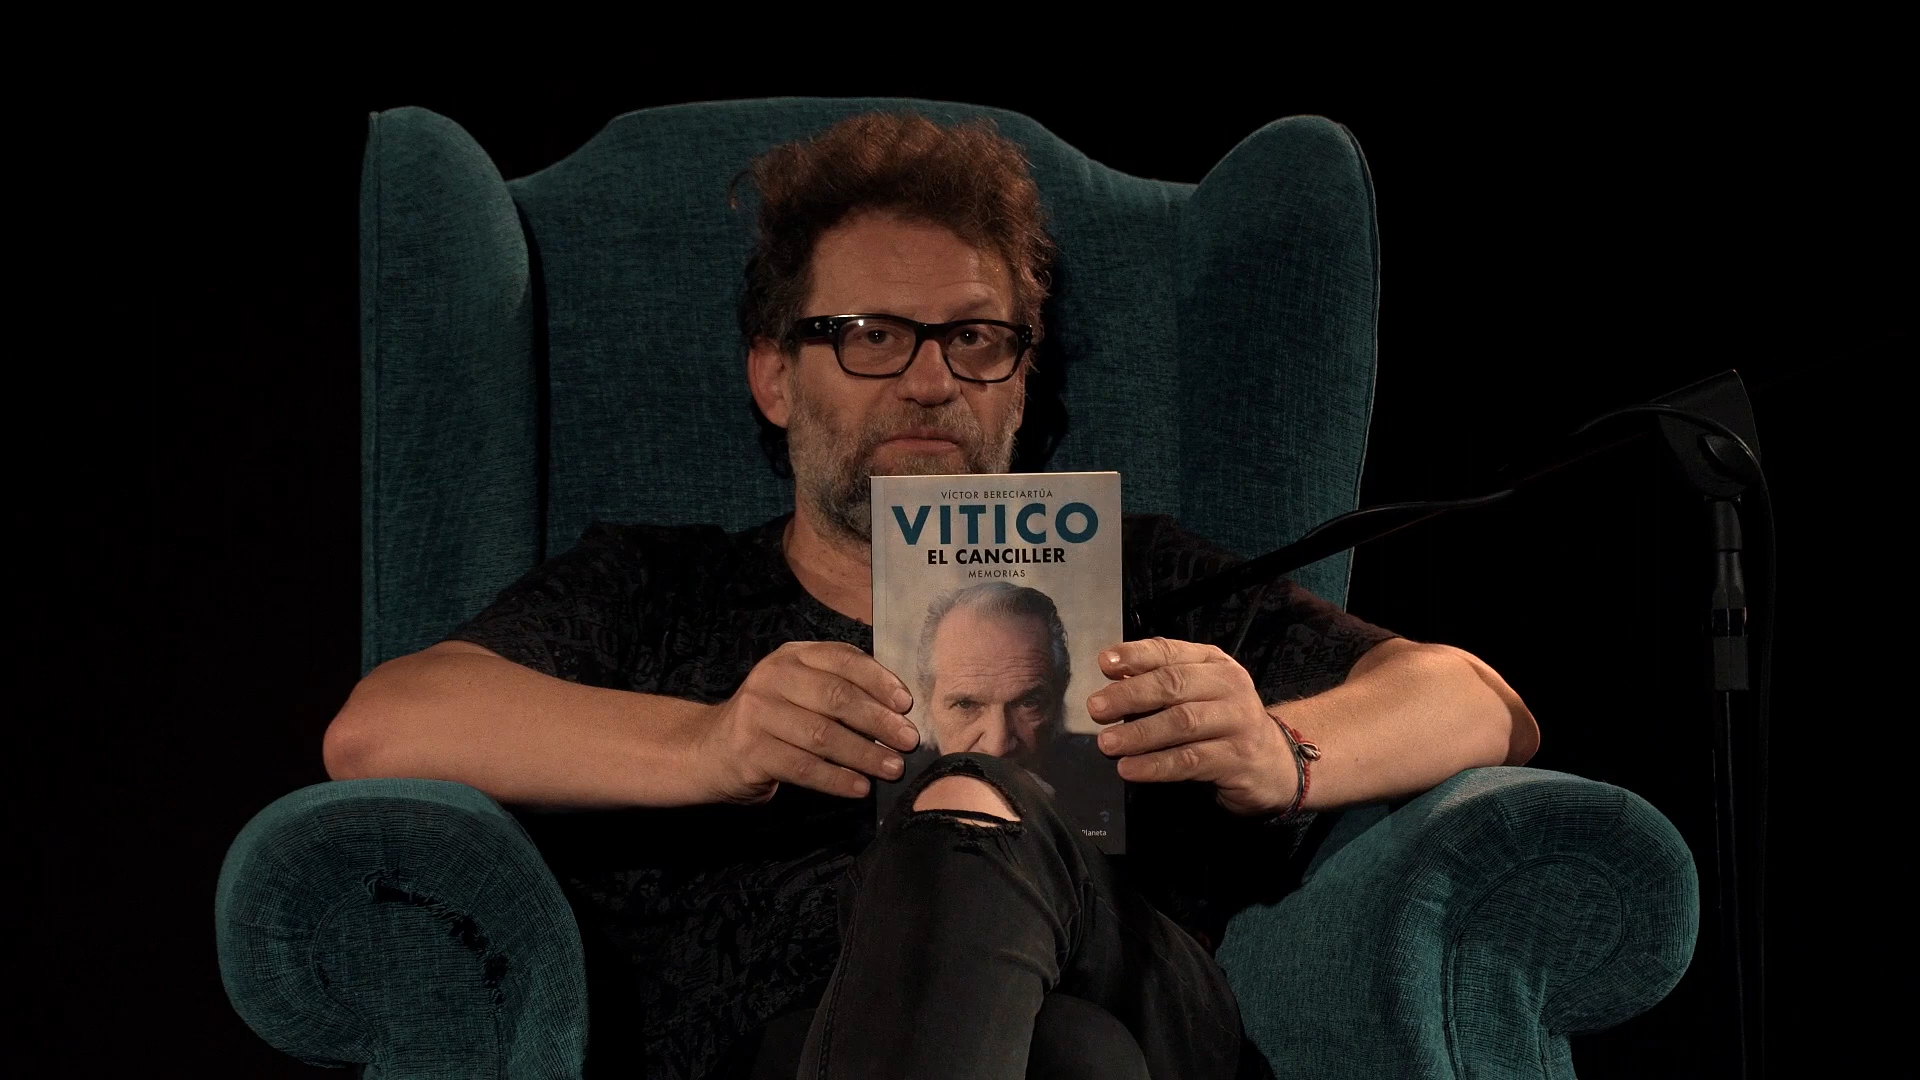 VÍCTOR BERECIARTÚA
VITICO
EL CANCILLER
MEMORIAS
Planeta